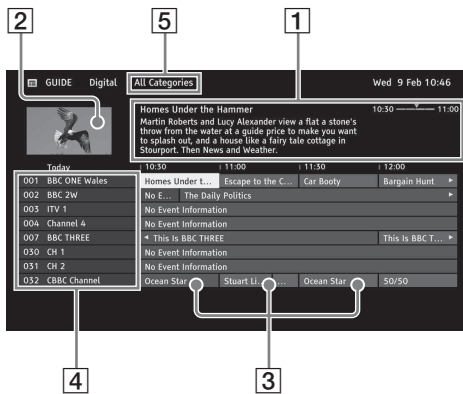 2 5 1
GUIDE Digital All Categories Wed 9 Feb 10:46
Homes Under the Hammer 10:30 11:00
Martin Roberts and Lucy Alexander view a flat a stone's
throw from the water at a guide price to make you want
to splash out, and a house like a fairy tale cottage in
Stourport. Then News and Weather.
Today 10:30 11:00 11:30 12:00
001 BBC ONE Wales Homes Under t... Escape to the C... Car Booty Bargain Hunt
002 BBC 2W No E... The Daily Politics
003 ITV 1 No Event Information
004 Channel 4 No Event Information
007 BBC THREE This Is BBC THREE This Is BBC T...
030 CH 1 No Event Information
031 CH 2 No Event Information
032 CBBC Channel Ocean Star Stuart Li... ... Ocean Star 50/50
4 3